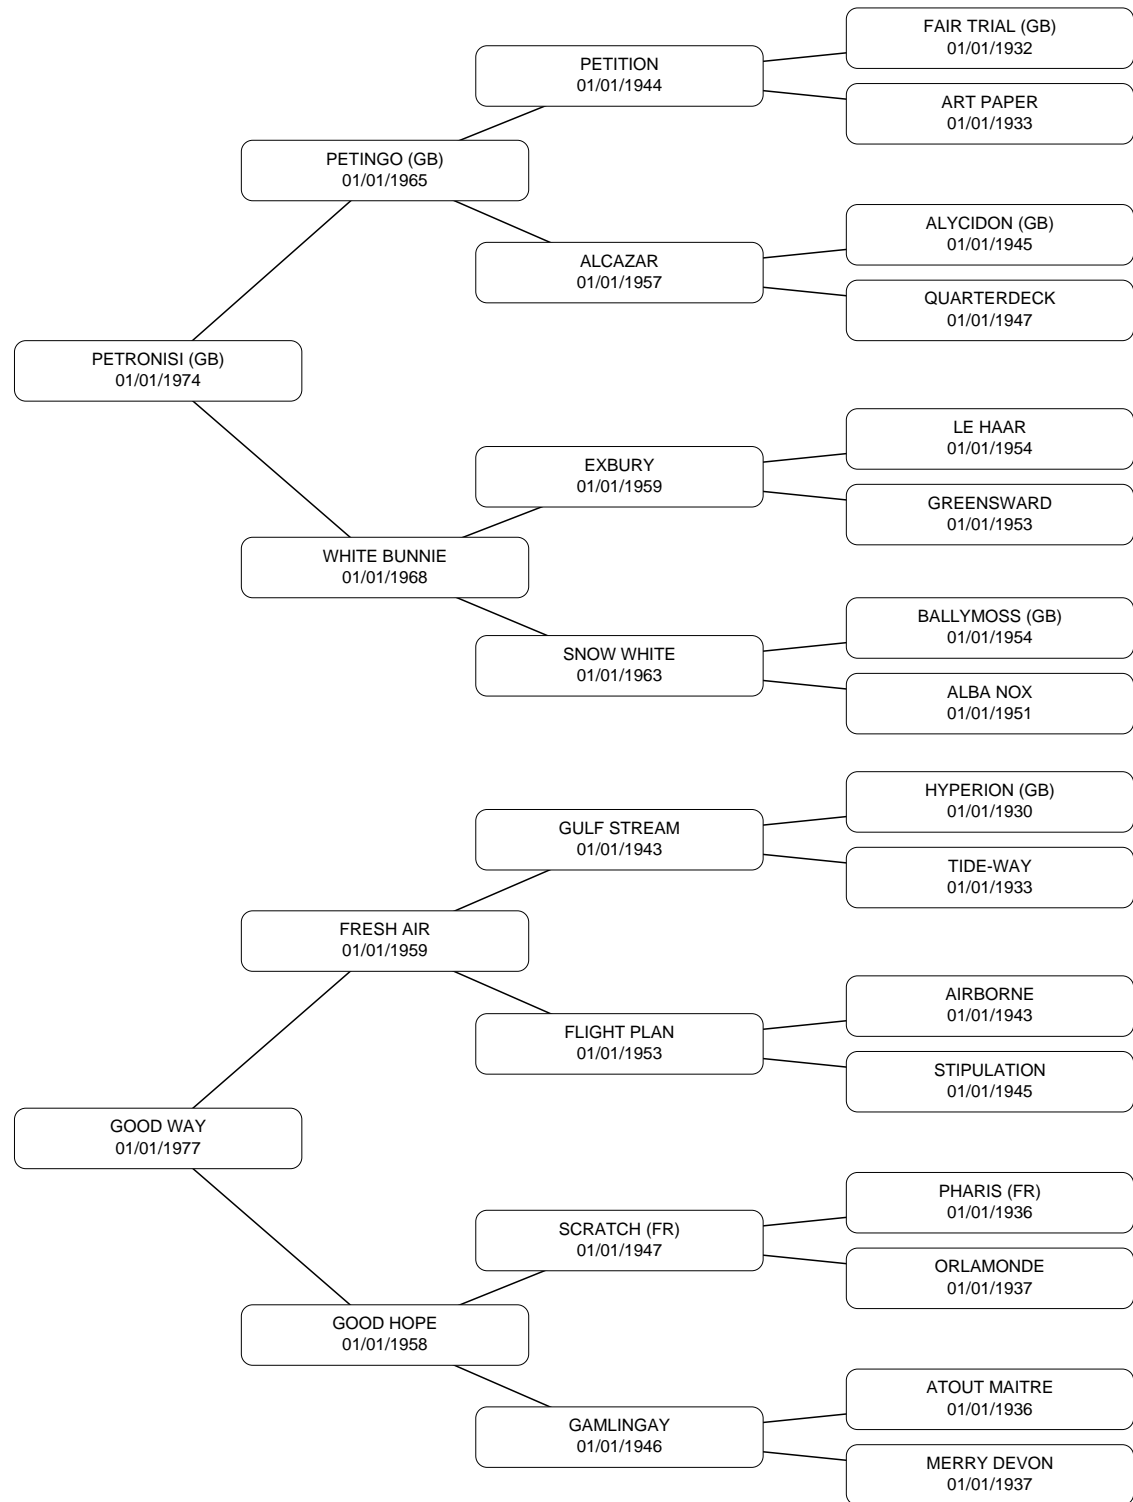 FAIR TRIAL (GB)
01/01/1932
PETITION
01/01/1944
ART PAPER
01/01/1933
PETINGO (GB)
01/01/1965
ALYCIDON (GB)
01/01/1945
ALCAZAR
01/01/1957
QUARTERDECK
01/01/1947
PETRONISI (GB)
01/01/1974
LE HAAR
01/01/1954
EXBURY
01/01/1959
GREENSWARD
01/01/1953
WHITE BUNNIE
01/01/1968
BALLYMOSS (GB)
01/01/1954
SNOW WHITE
01/01/1963
ALBA NOX
01/01/1951
HYPERION (GB)
01/01/1930
GULF STREAM
01/01/1943
TIDE-WAY
01/01/1933
FRESH AIR
01/01/1959
AIRBORNE
01/01/1943
FLIGHT PLAN
01/01/1953
STIPULATION
01/01/1945
GOOD WAY
01/01/1977
PHARIS (FR)
01/01/1936
SCRATCH (FR)
01/01/1947
ORLAMONDE
01/01/1937
GOOD HOPE
01/01/1958
ATOUT MAITRE
01/01/1936
GAMLINGAY
01/01/1946
MERRY DEVON
01/01/1937